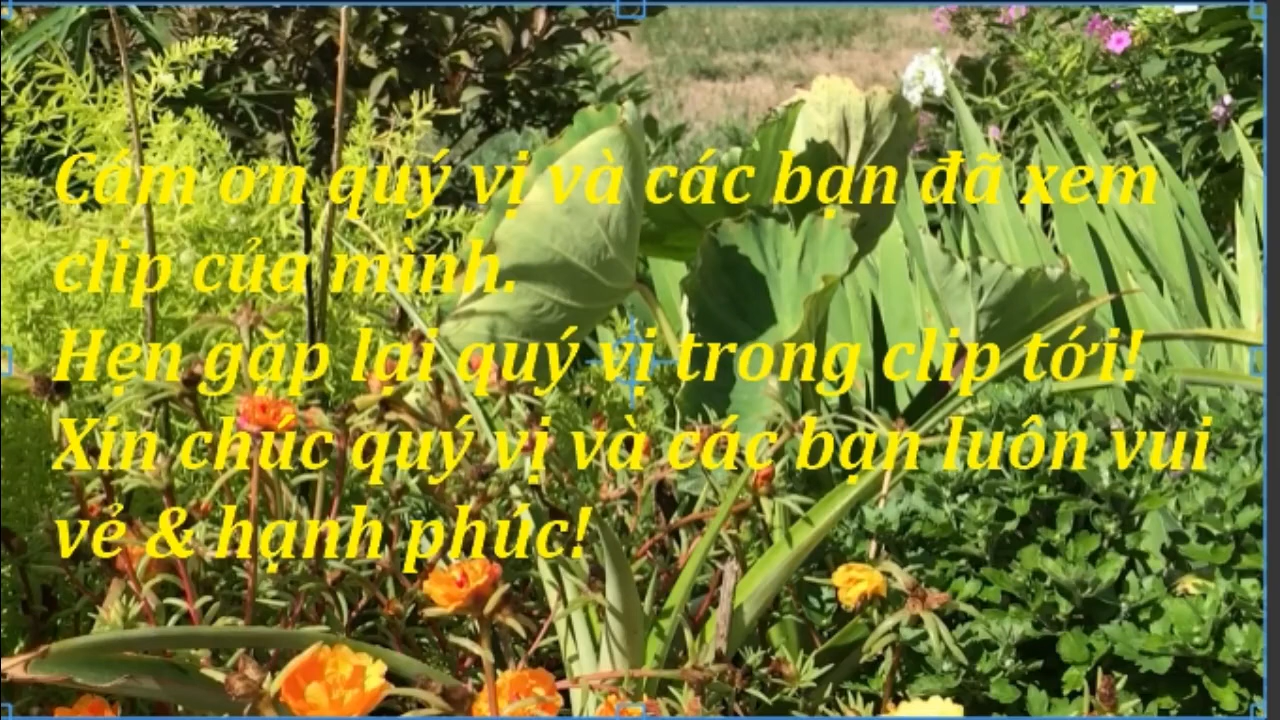 Cám ơn quý vị và các bạn đã xem
clip của mình.
Hẹn gặp lại quý vị trong clip tới!
Xin chúc quý vị và các bạn luôn vui
vẻ & hạnh phúc!